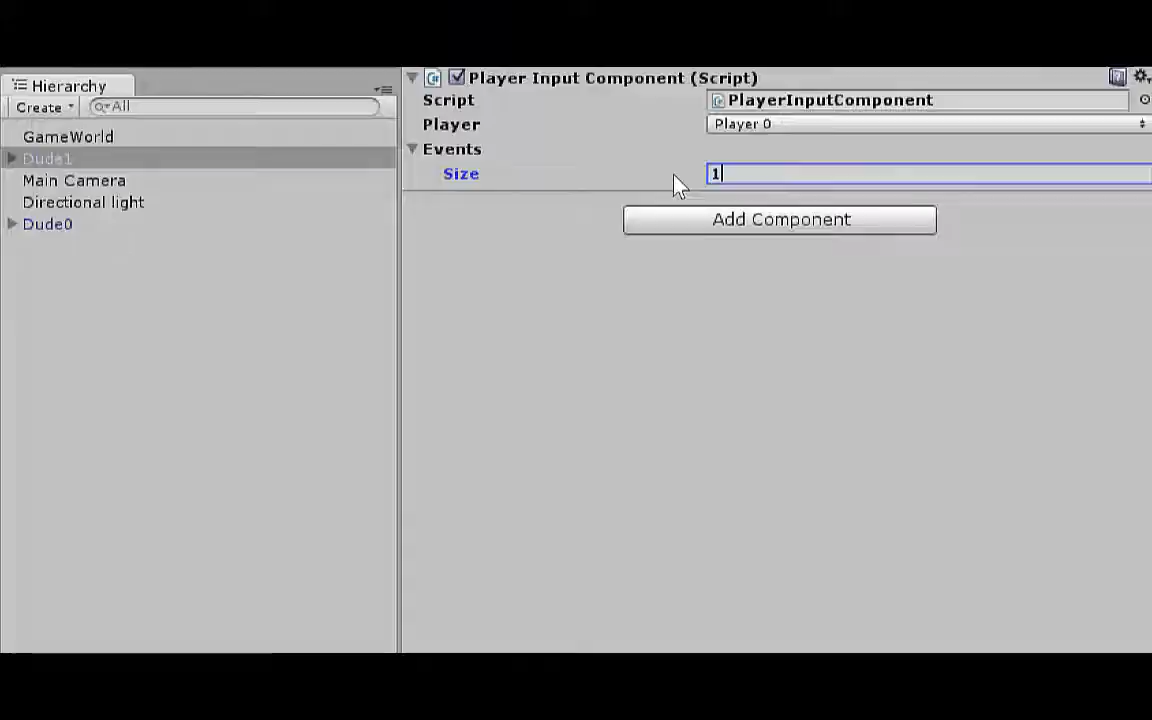 Hierarchy
Create
All
GameWorld
Dude1
Main Camera
Directional light
Dude0
Player Input Component (Script)
Script
PlayerInputComponent
Player
Player 0
Events
Size
1
Add Component